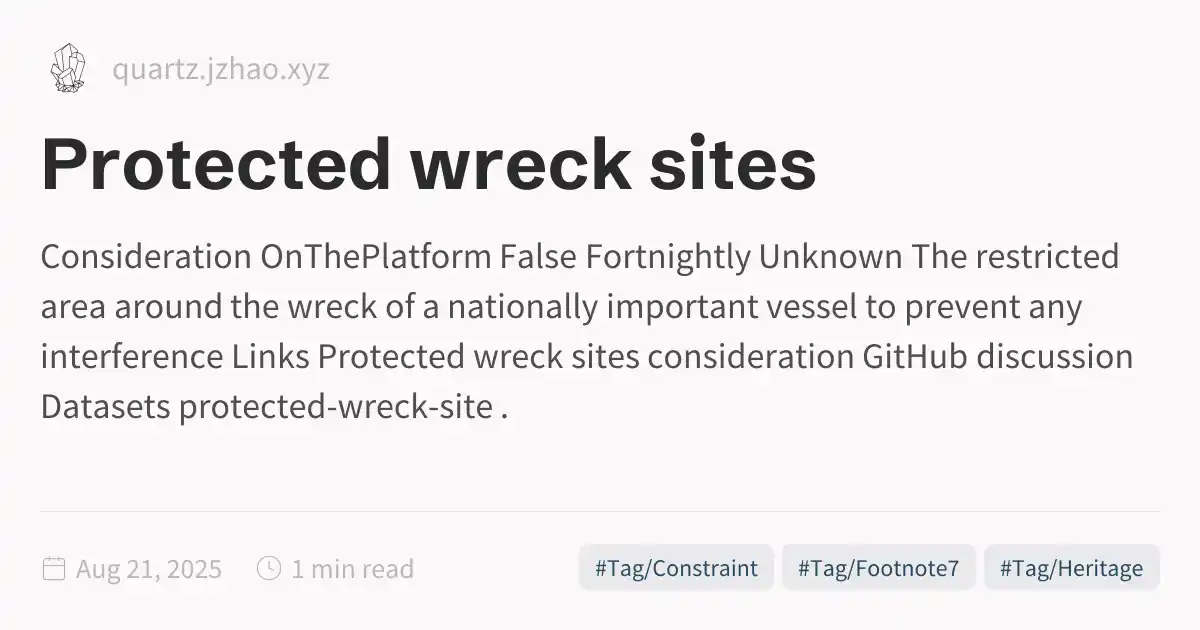 quartz.jzhao.xyz
Protected wreck sites
Consideration OnThePlatform False Fortnightly Unknown The restricted
area around the wreck of a nationally important vessel to prevent any
interference Links Protected wreck sites consideration GitHub discussion
Datasets protected-wreck-site .
Aug 21, 2025 1 min read #Tag/Constraint #Tag/Footnote7 #Tag/Heritage